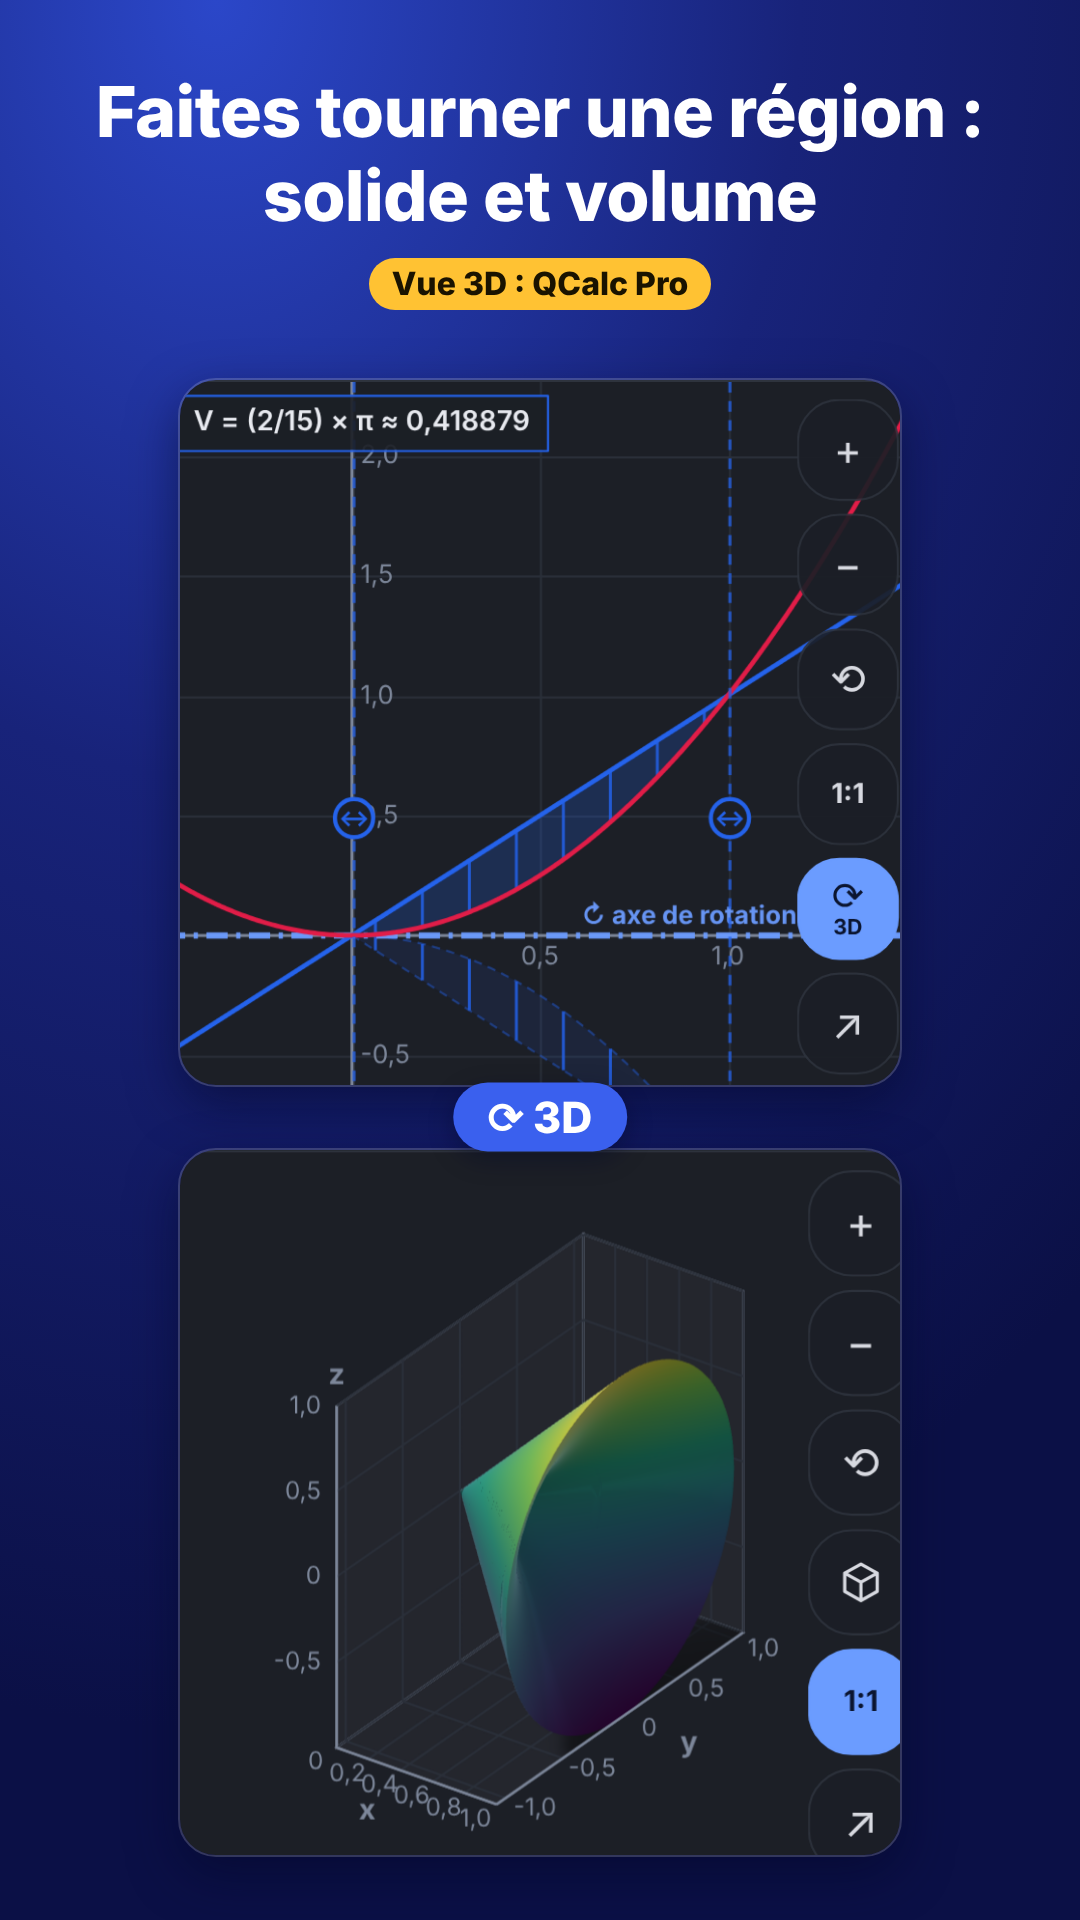 Faites tourner une région :
solide et volume
Vue 3D : QCalc Pro
V = (2/15) × π ≈ 0,418879
2,0
1,5
1,0
,5
axe de rotation
0,5
1,0
-0,5
+
−
1:1
3D
3D
z
1,0
0,5
0
-0,5
0
0,2
0,4
0,6
0,8
1,0
x
-1,0
-0,5
0
0,5
1,0
y
+
−
1:1